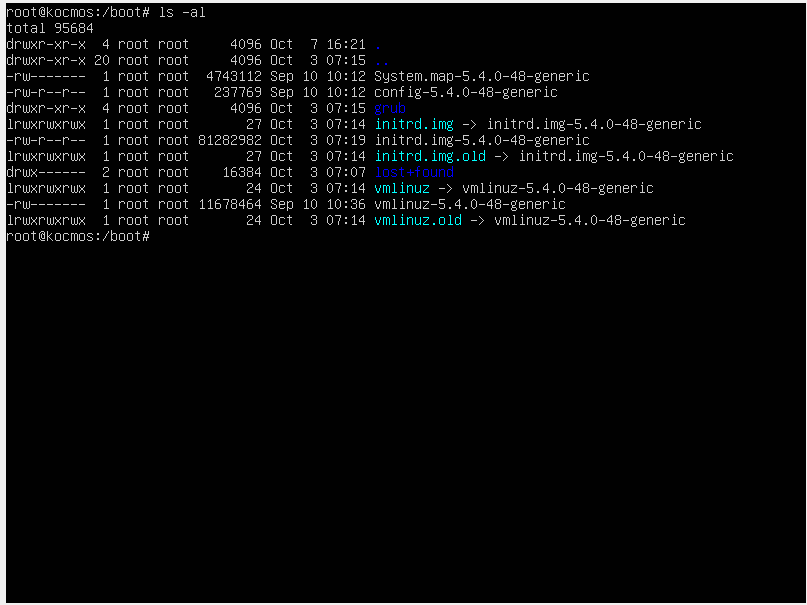 root@kocmos:/boot# ls -al
total 95684
drwxr-xr-x  4 root root     4096 Oct  7 16:21 .
drwxr-xr-x 20 root root     4096 Oct  3 07:15 ..
-rw-------  1 root root  4743112 Sep 10 10:12 System.map-5.4.0-48-generic
-rw-r--r--  1 root root   237769 Sep 10 10:12 config-5.4.0-48-generic
drwxr-xr-x  4 root root     4096 Oct  3 07:15 grub
lrwxrwxrwx  1 root root       27 Oct  3 07:14 initrd.img -> initrd.img-5.4.0-48-generic
-rw-r--r--  1 root root 81282982 Oct  3 07:19 initrd.img-5.4.0-48-generic
lrwxrwxrwx  1 root root       27 Oct  3 07:14 initrd.img.old -> initrd.img-5.4.0-48-generic
drwx------  2 root root    16384 Oct  3 07:07 lost+found
lrwxrwxrwx  1 root root       24 Oct  3 07:14 vmlinuz -> vmlinuz-5.4.0-48-generic
-rw-------  1 root root 11678464 Sep 10 10:36 vmlinuz-5.4.0-48-generic
lrwxrwxrwx  1 root root       24 Oct  3 07:14 vmlinuz.old -> vmlinuz-5.4.0-48-generic
root@kocmos:/boot#